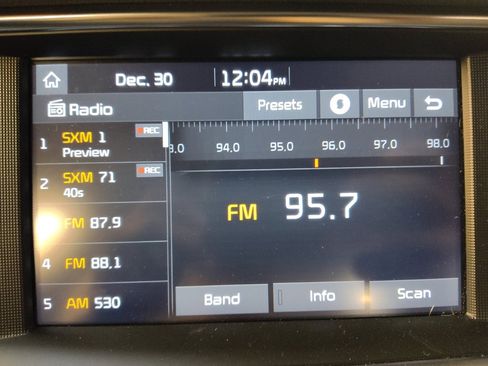 Dec. 30 12:04PM
Radio Presets Menu
1 SXM 1 REC
Preview
2 SXM 71 REC
40s
3 FM 87.9
4 FM 88.1
5 AM 530
3.0 94.0 95.0 96.0 97.0 98.0
FM 95.7
Band Info Scan